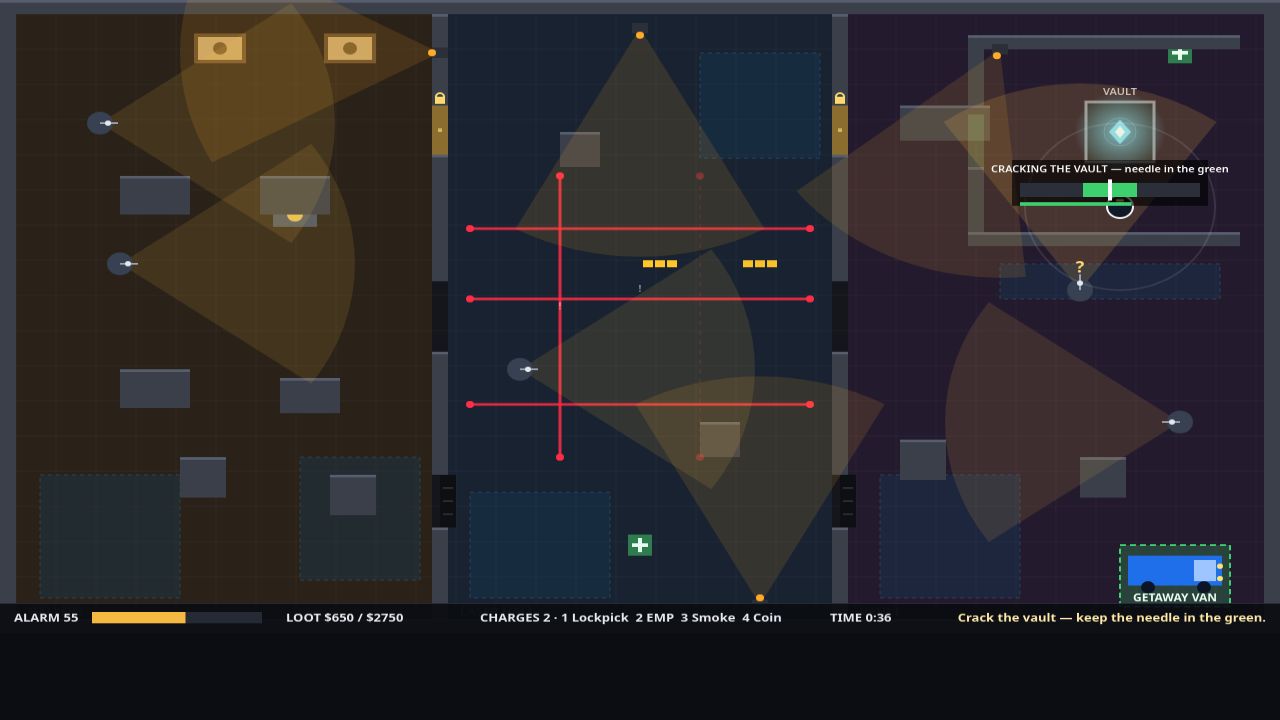 VAULT
CRACKING THE VAULT — needle in the green
?
!
!
GETAWAY VAN
ALARM 55
LOOT $650 / $2750
CHARGES 2 · 1 Lockpick 2 EMP 3 Smoke 4 Coin
TIME 0:36
Crack the vault — keep the needle in the green.